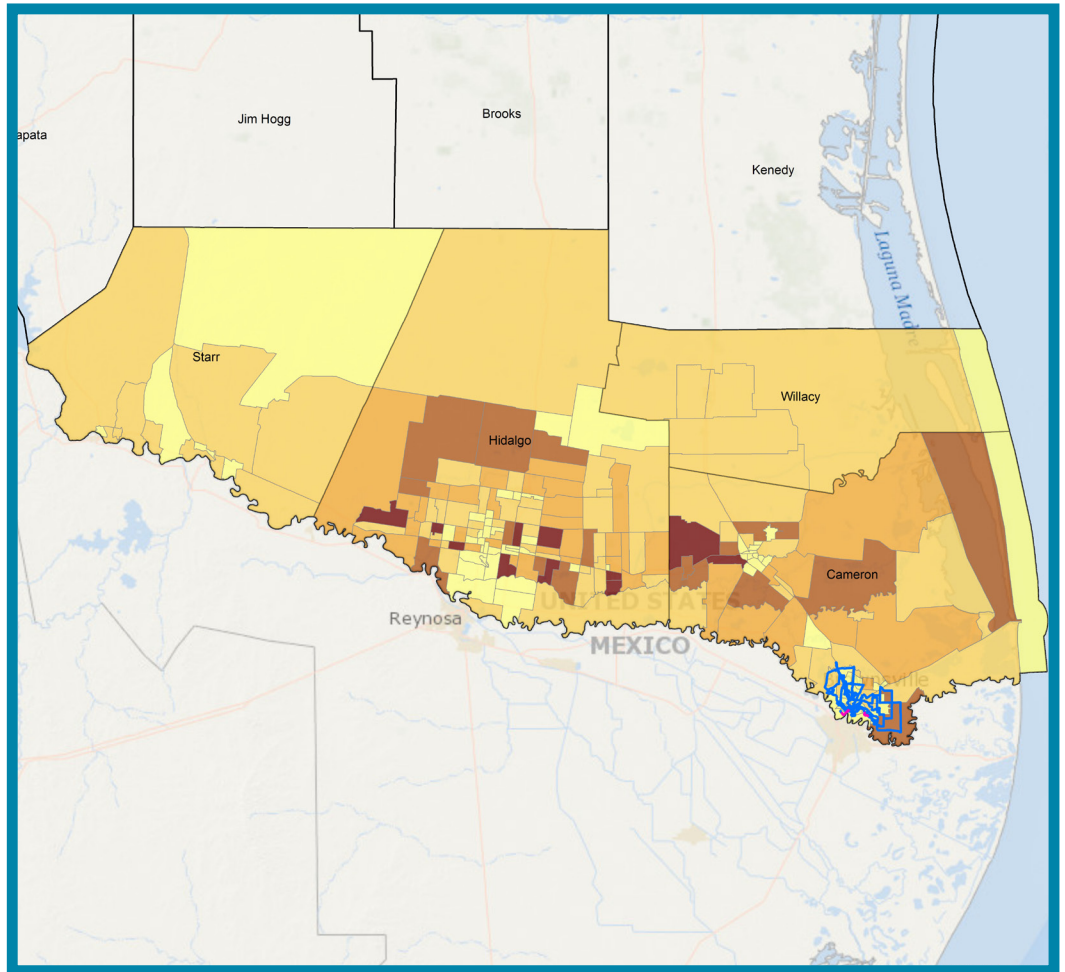 Jim Hogg
Brooks
apata
Kenedy
Laguna Madre
Starr
Willacy
Hidalgo
Cameron
UNITED STATES
Reynosa
MEXICO